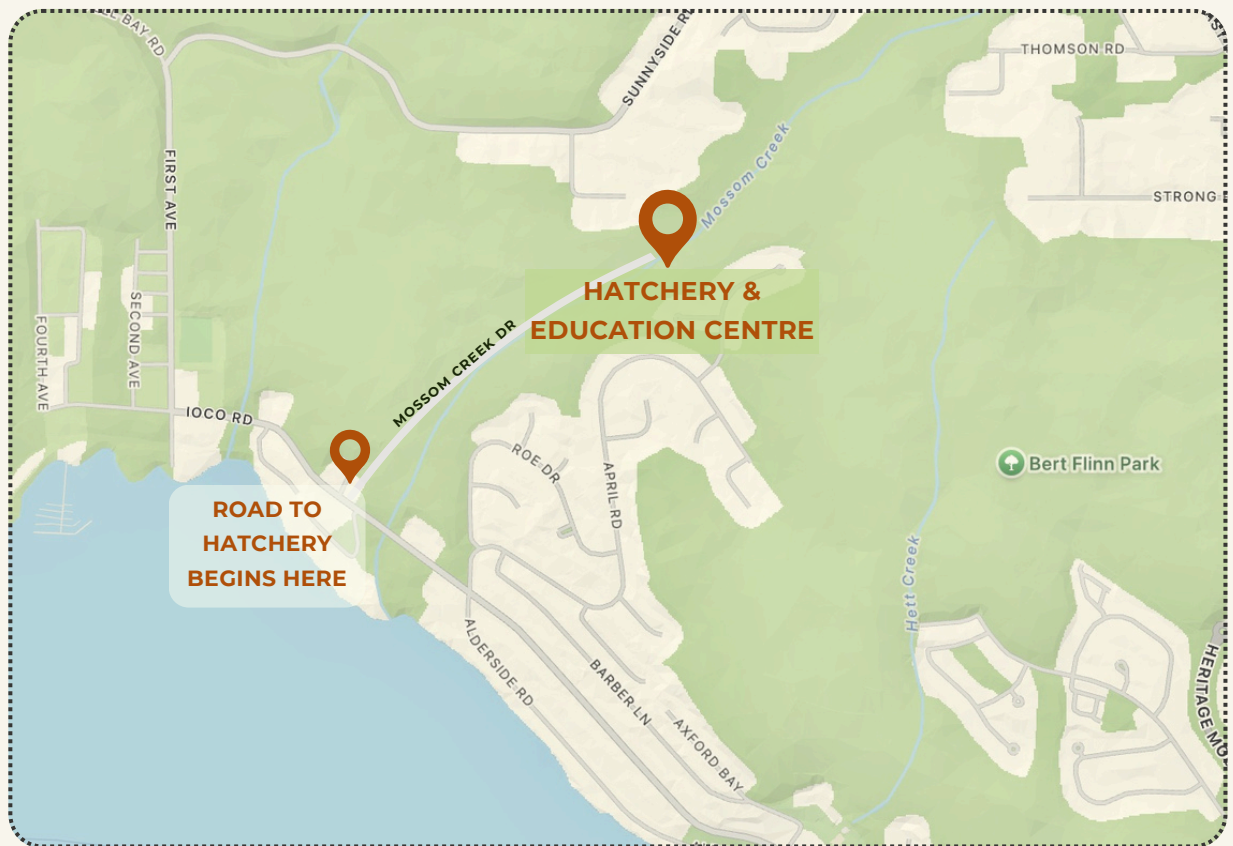 BAY RD
SUNNYSIDE RD
THOMSON RD
FIRST AVE
Mossom Creek
STRONG
HATCHERY &
EDUCATION CENTRE
SECOND AVE
FOURTH AVE
MOSSOM CREEK DR
IOCO RD
ROE DR
APRIL RD
Bert Flinn Park
ROAD TO
HATCHERY
BEGINS HERE
Hett Creek
ALDERSIDE RD
BARBER LN
AXFORD BAY
HERITAGE MO